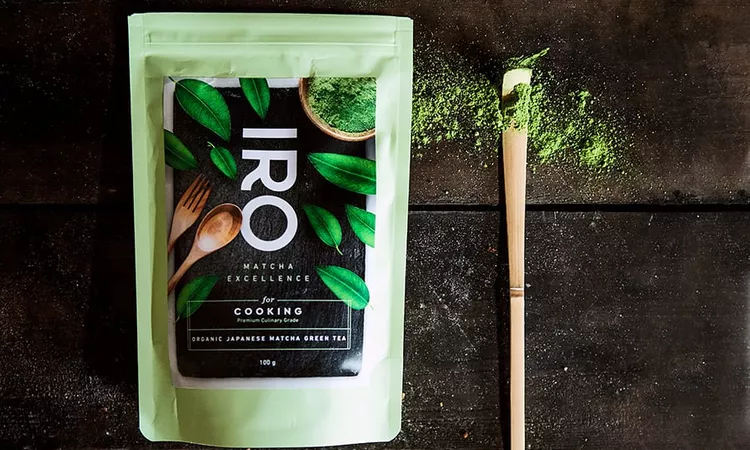 IRO
MATCHA
EXCELLENCE
for
COOKING
Premium Culinary Grade
ORGANIC JAPANESE MATCHA GREEN TEA
100 g